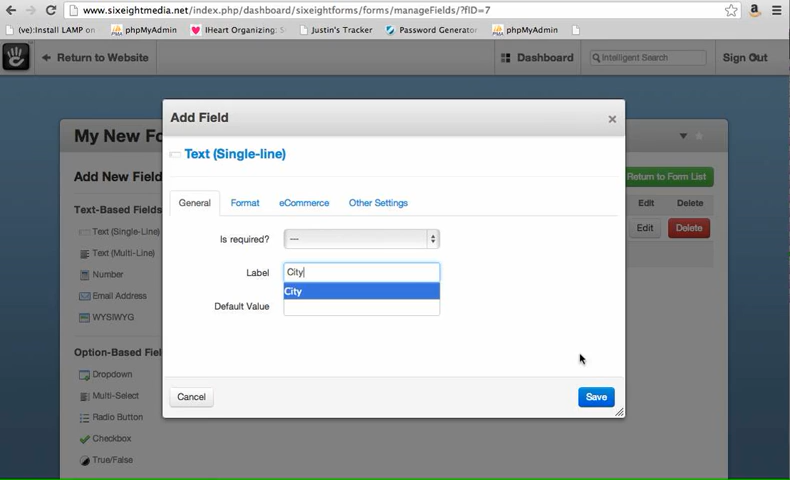 www.sixeightmedia.net/index.php/dashboard/sixeightforms/forms/manageFields/?fID=7
(ve):Install LAMP on
phpMyAdmin
IHeart Organizing: S
Justin's Tracker
Password Generator
phpMyAdmin
Return to Website
Dashboard
Intelligent Search
Sign Out
My New Fo
Add Field
Text (Single-line)
General
Format
eCommerce
Other Settings
Is required?
---
Label
City
City
Default Value
Cancel
Save
Add New Field
Return to Form List
Text-Based Fields
Edit
Delete
Text (Single-Line)
Edit
Delete
Text (Multi-Line)
Number
Email Address
WYSIWYG
Option-Based Fiel
Dropdown
Multi-Select
Radio Button
Checkbox
True/False